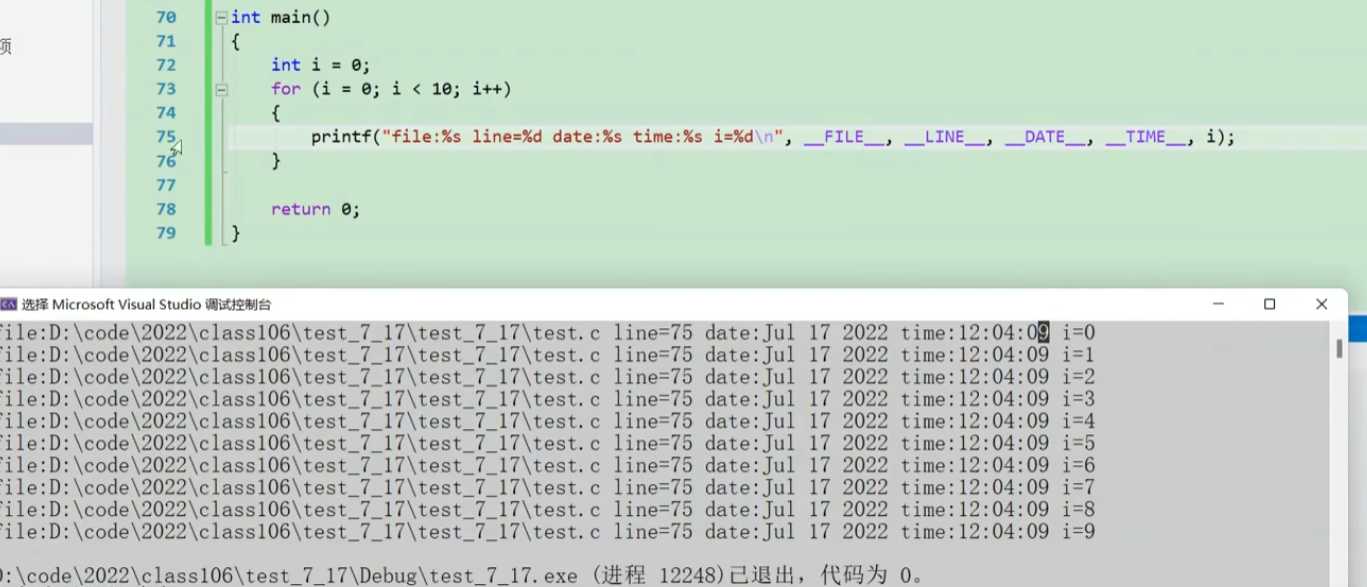 项
70 int main()
71 {
72 int i = 0;
73 for (i = 0; i < 10; i++)
74 {
75 printf("file:%s line=%d date:%s time:%s i=%d\n", __FILE__, __LINE__, __DATE__, __TIME__, i);
76 }
77
78 return 0;
79 }
选择 Microsoft Visual Studio 调试控制台
file:D:\code\2022\class106\test_7_17\test_7_17\test.c line=75 date:Jul 17 2022 time:12:04:09 i=0
file:D:\code\2022\class106\test_7_17\test_7_17\test.c line=75 date:Jul 17 2022 time:12:04:09 i=1
file:D:\code\2022\class106\test_7_17\test_7_17\test.c line=75 date:Jul 17 2022 time:12:04:09 i=2
file:D:\code\2022\class106\test_7_17\test_7_17\test.c line=75 date:Jul 17 2022 time:12:04:09 i=3
file:D:\code\2022\class106\test_7_17\test_7_17\test.c line=75 date:Jul 17 2022 time:12:04:09 i=4
file:D:\code\2022\class106\test_7_17\test_7_17\test.c line=75 date:Jul 17 2022 time:12:04:09 i=5
file:D:\code\2022\class106\test_7_17\test_7_17\test.c line=75 date:Jul 17 2022 time:12:04:09 i=6
file:D:\code\2022\class106\test_7_17\test_7_17\test.c line=75 date:Jul 17 2022 time:12:04:09 i=7
file:D:\code\2022\class106\test_7_17\test_7_17\test.c line=75 date:Jul 17 2022 time:12:04:09 i=8
file:D:\code\2022\class106\test_7_17\test_7_17\test.c line=75 date:Jul 17 2022 time:12:04:09 i=9
D:\code\2022\class106\test_7_17\Debug\test_7_17.exe (进程 12248)已退出，代码为 0。